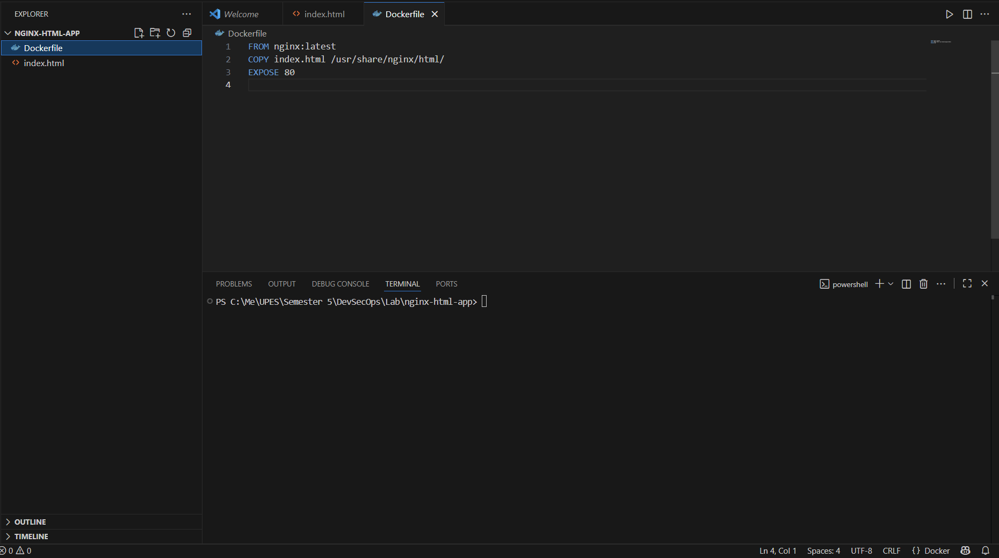 EXPLORER
NGINX-HTML-APP
Dockerfile
index.html
OUTLINE
TIMELINE
Welcome
index.html
Dockerfile
Dockerfile
1 FROM nginx:latest
2 COPY index.html /usr/share/nginx/html/
3 EXPOSE 80
4
PROBLEMS OUTPUT DEBUG CONSOLE TERMINAL PORTS
powershell
PS C:\Me\UPES\Semester 5\DevSecOps\Lab\nginx-html-app>
0 0
Ln 4, Col 1 Spaces: 4 UTF-8 CRLF {} Docker